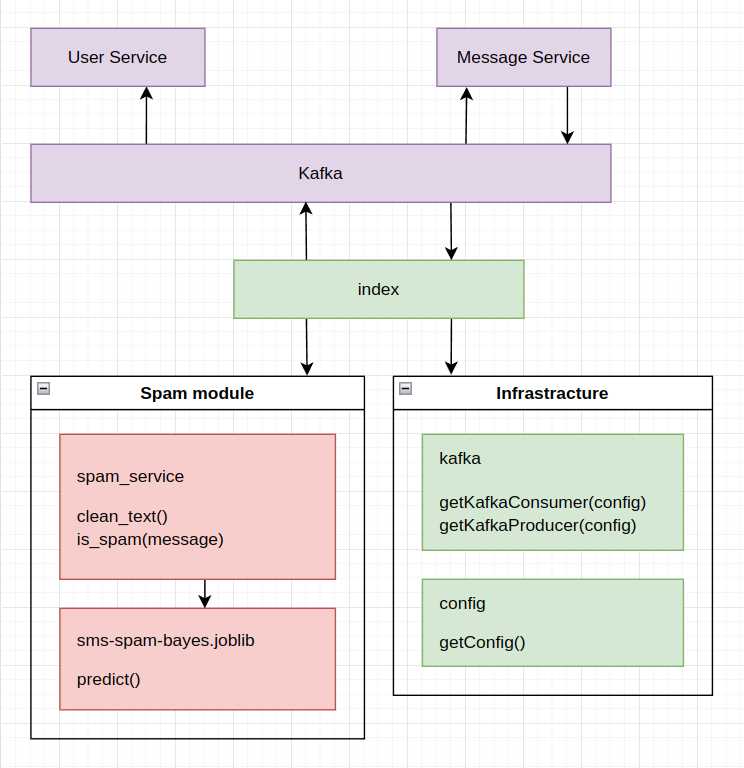 User Service
Message Service
Kafka
index
Spam module
spam_service
clean_text()
is_spam(message)
sms-spam-bayes.joblib
predict()
Infrastracture
kafka
getKafkaConsumer(config)
getKafkaProducer(config)
config
getConfig()